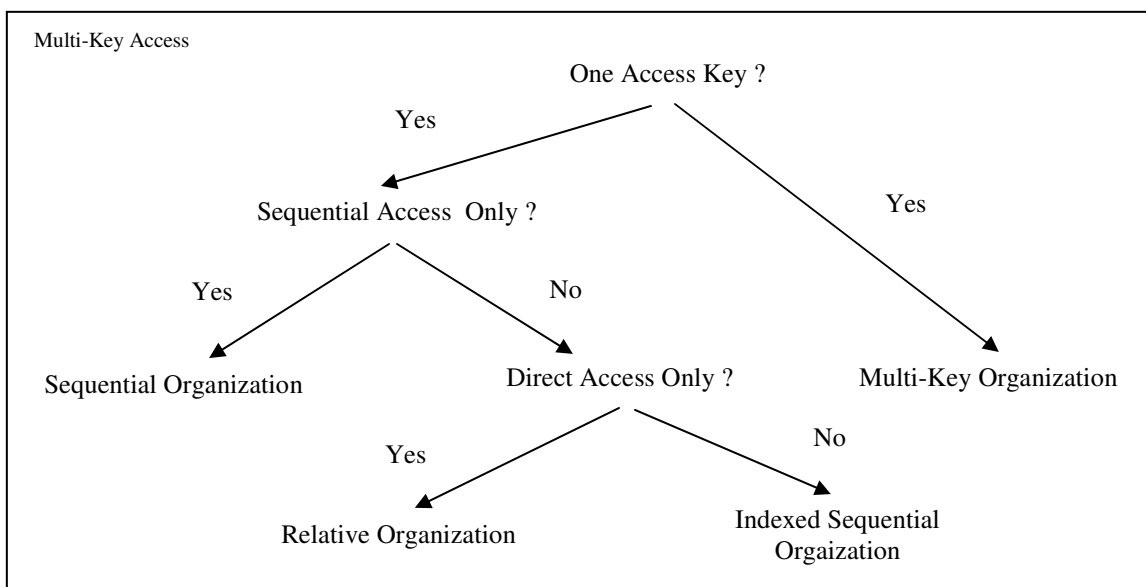 Multi-Key Access
One Access Key ?
Yes
Sequential Access Only ?
Yes
Yes
No
Sequential Organization
Direct Access Only ?
Multi-Key Organization
Yes
No
Relative Organization
Indexed Sequential
Orgaization